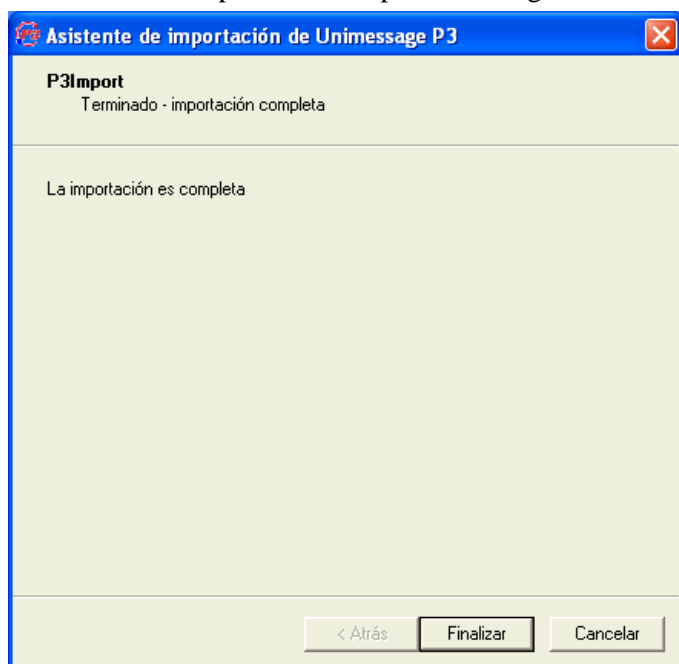 Asistente de importación de Unimessage P3
P3Import
Terminado - importación completa
La importación es completa
< Atrás
Finalizar
Cancelar